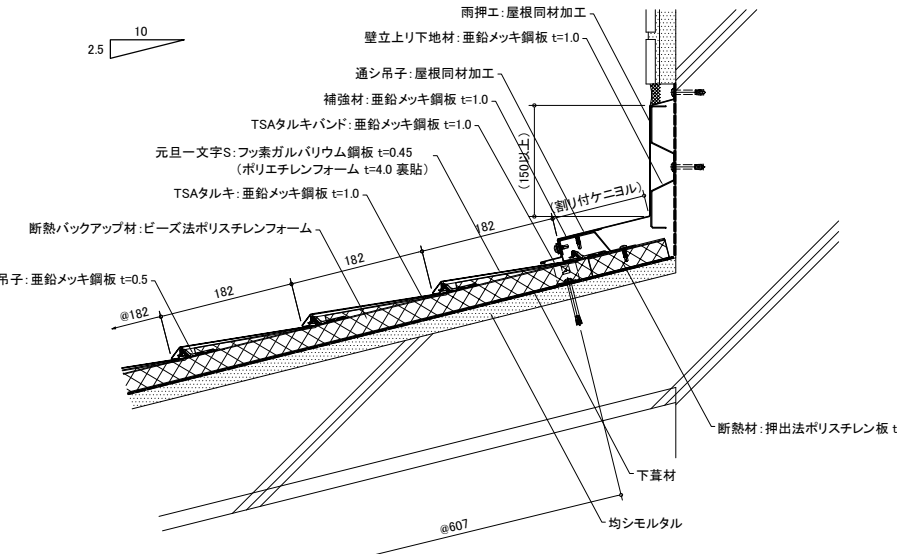 10
2.5
雨押エ：屋根同材加工
壁立上り下地材：亜鉛メッキ鋼板 t=1.0
通シ吊子：屋根同材加工
補強材：亜鉛メッキ鋼板 t=1.0
TSAタルキバンド：亜鉛メッキ鋼板 t=1.0
元旦一文字S：フッ素ガルバリウム鋼板 t=0.45
（ポリエチレンフォーム t=4.0 裏貼）
TSAタルキ：亜鉛メッキ鋼板 t=1.0
断熱バックアップ材：ビーズ法ポリスチレンフォーム
吊子：亜鉛メッキ鋼板 t=0.5
（150以上）
（割り付ケニヨル）
182
182
182
@182
断熱材：押出法ポリスチレン板 t
下葺材
均シモルタル
@607